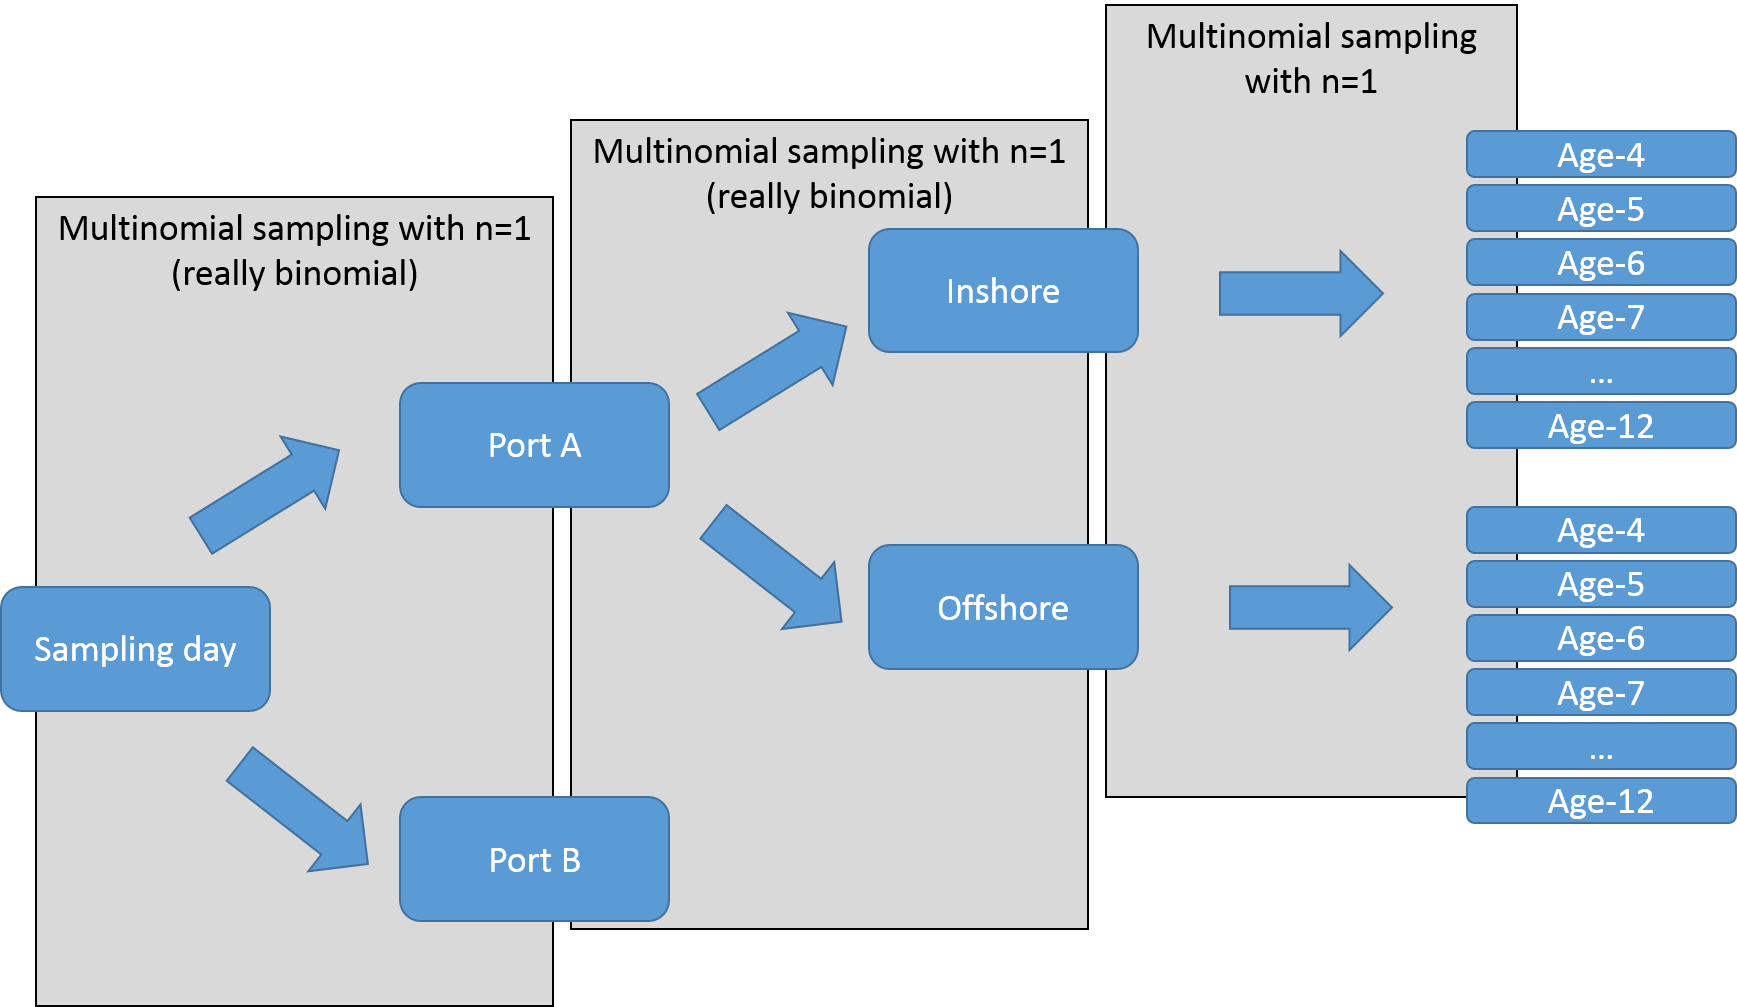 Multinomial sampling with n=1
(really binomial)
Sampling day
Port A
Port B
Multinomial sampling with n=1
(really binomial)
Inshore
Offshore
Multinomial sampling
with n=1
Age-4
Age-5
Age-6
Age-7
...
Age-12
Age-4
Age-5
Age-6
Age-7
...
Age-12